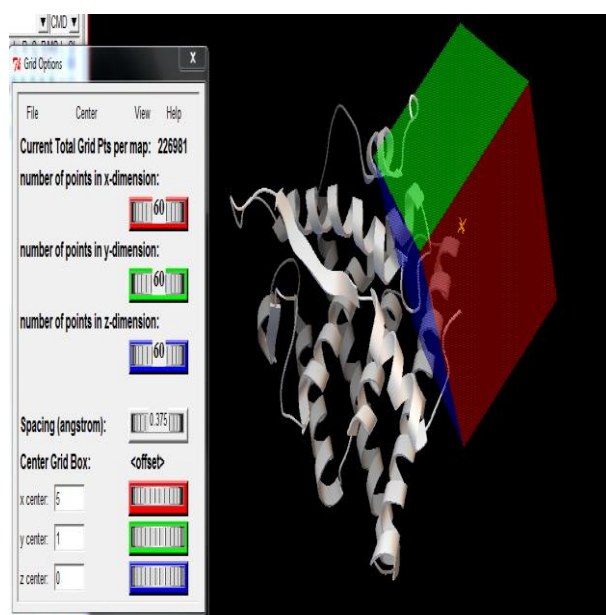 CMD
Grid Options X
File Center View Help
Current Total Grid Pts per map: 226981
number of points in x-dimension:
60
number of points in y-dimension:
60
number of points in z-dimension:
60
Spacing (angstrom): 0.375
Center Grid Box: <offset>
x center: 5
y center: 1
z center: 0